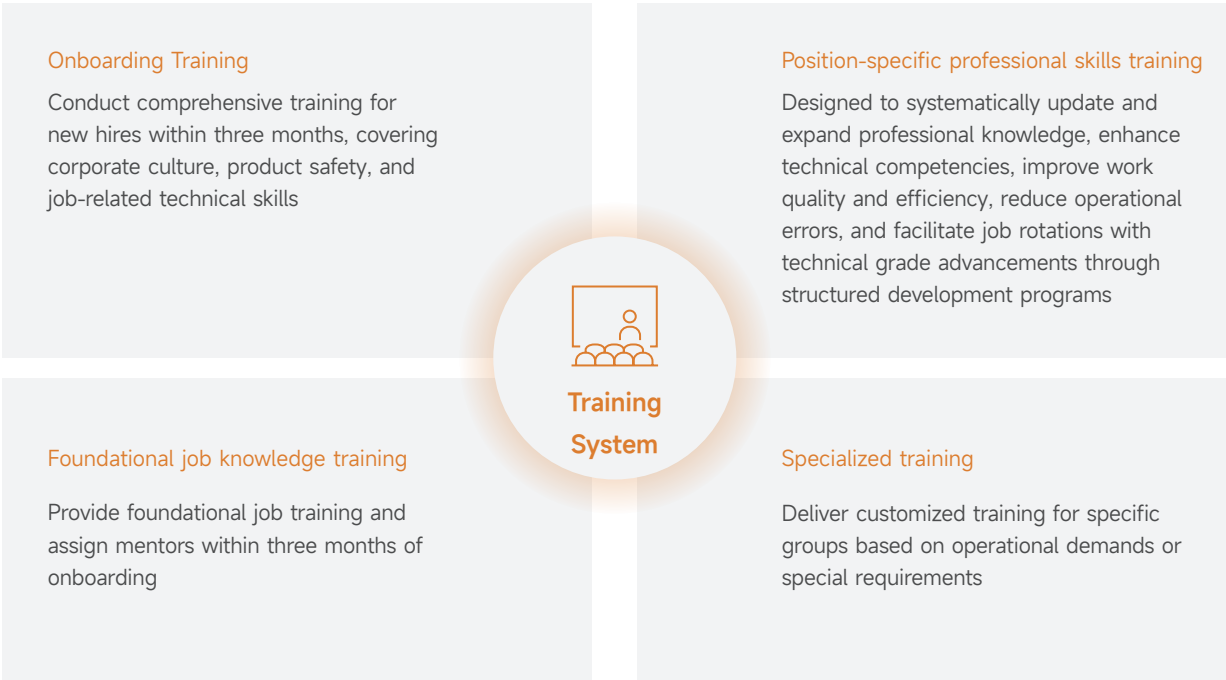 Onboarding Training
Conduct comprehensive training for
new hires within three months, covering
corporate culture, product safety, and
job-related technical skills
Position-specific professional skills training
Designed to systematically update and
expand professional knowledge, enhance
technical competencies, improve work
quality and efficiency, reduce operational
errors, and facilitate job rotations with
technical grade advancements through
structured development programs
Training
System
Foundational job knowledge training
Provide foundational job training and
assign mentors within three months of
onboarding
Specialized training
Deliver customized training for specific
groups based on operational demands or
special requirements